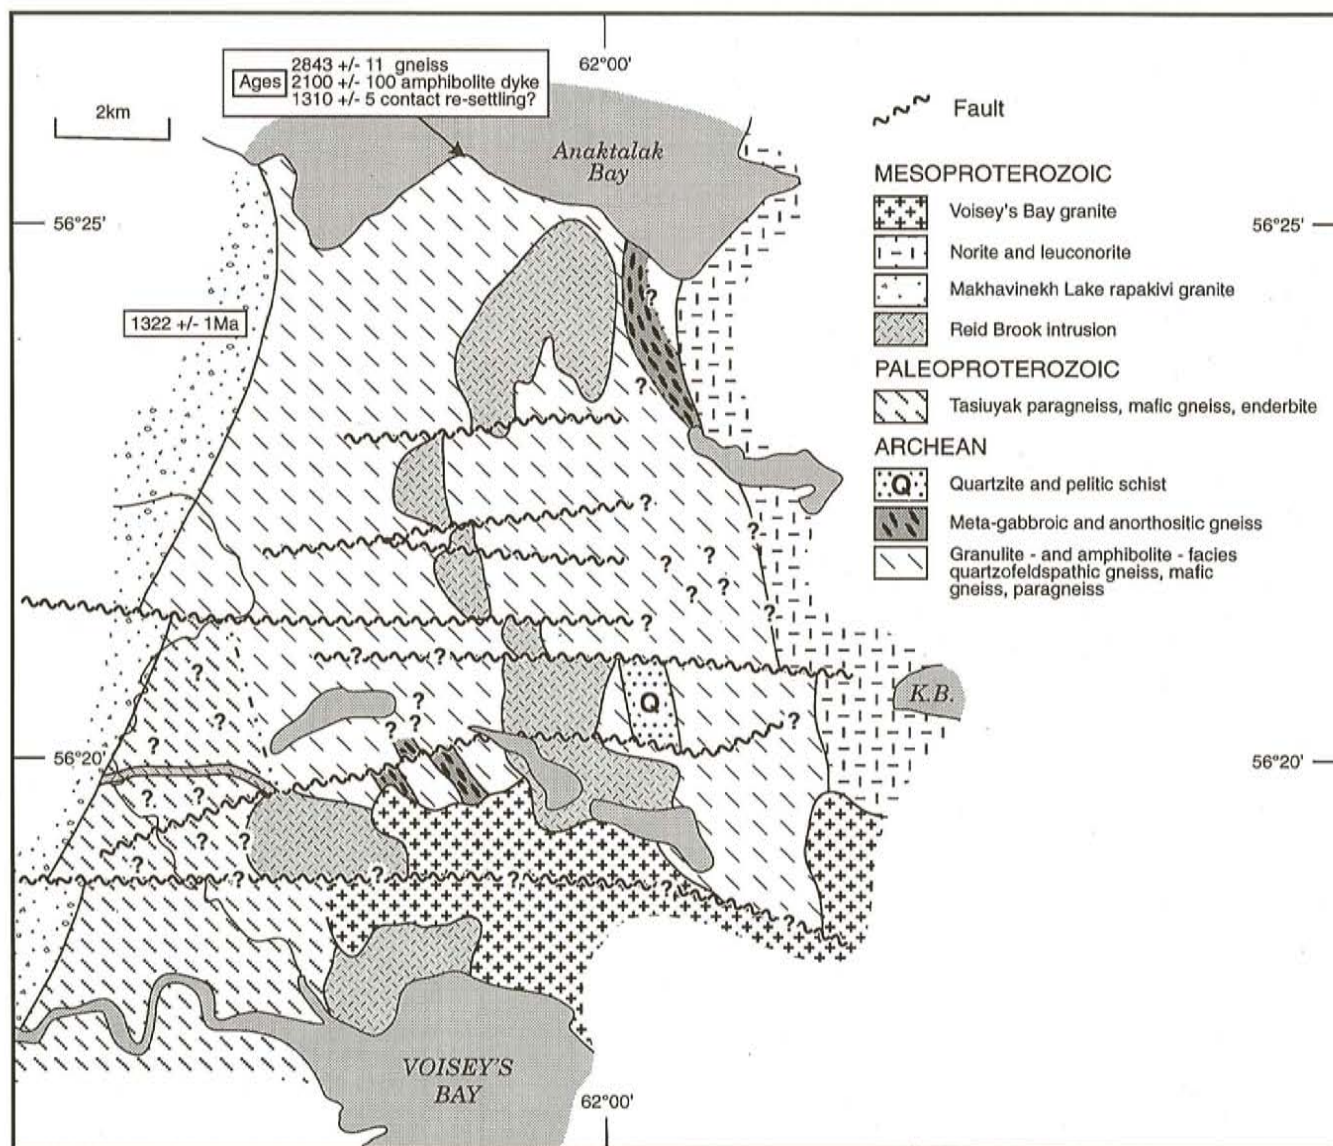 2843 +/- 11 gneiss
Ages 2100 +/- 100 amphibolite dyke
1310 +/- 5 contact re-settling?
62°00'
2km
Anaktalak
Bay
56°25'
1322 +/- 1Ma
Fault
MESOPROTEROZOIC
Voisey's Bay granite
56°25'
Norite and leuconorite
Makhavinekh Lake rapakivi granite
Reid Brook intrusion
PALEOPROTEROZOIC
Tasiuyak paragneiss, mafic gneiss, enderbite
ARCHEAN
Q Quartzite and pelitic schist
Meta-gabbroic and anorthositic gneiss
Granulite - and amphibolite - facies
quartzofeldspathic gneiss, mafic
gneiss, paragneiss
?
?
?
?
?
?
?
?
?
?
?
?
?
Q
K.B.
?
?
?
?
?
?
?
56°20'
56°20'
?
?
?
?
?
?
?
?
?
?
?
VOISEY'S
BAY
62°00'